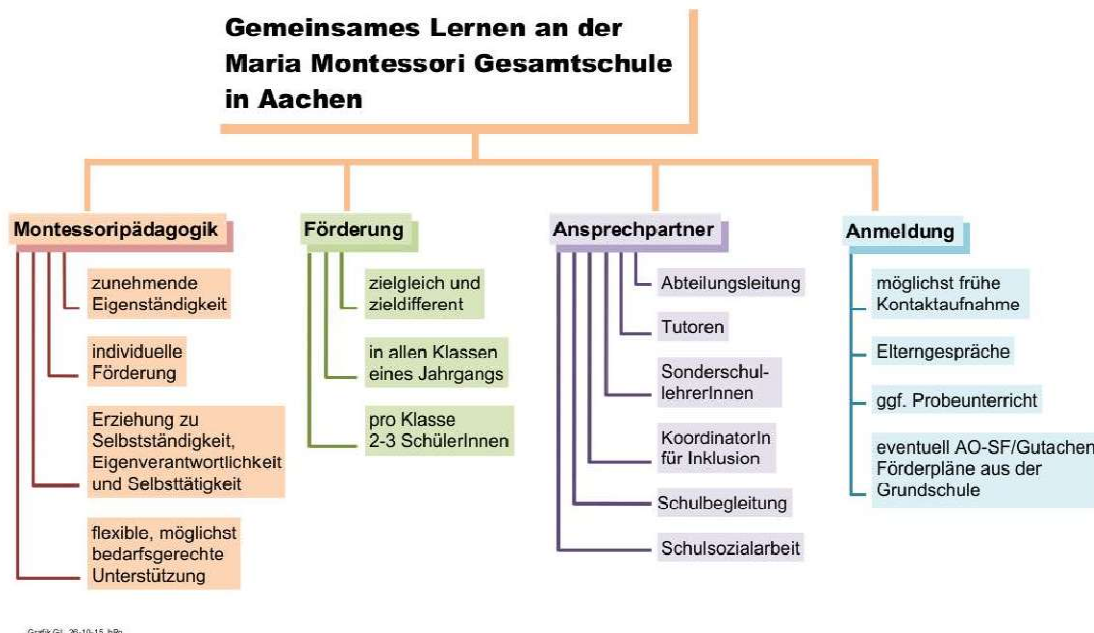 Gemeinsames Lernen an der
Maria Montessori Gesamtschule
in Aachen
Montessoripädagogik
zunehmende
Eigenständigkeit
individuelle
Förderung
Erziehung zu
Selbstständigkeit,
Eigenverantwortlichkeit
und Selbsttätigkeit
flexible, möglichst
bedarfsgerechte
Unterstützung
Förderung
zielgleich und
zieldifferent
in allen Klassen
eines Jahrgangs
pro Klasse
2-3 SchülerInnen
Ansprechpartner
Abteilungsleitung
Tutoren
Sonderschul-
lehrerInnen
KoordinatorIn
für Inklusion
Schulbegleitung
Schulsozialarbeit
Anmeldung
möglichst frühe
Kontaktaufnahme
Elterngespräche
ggf. Probeunterricht
eventuell AO-SF/Gutachen
Förderpläne aus der
Grundschule